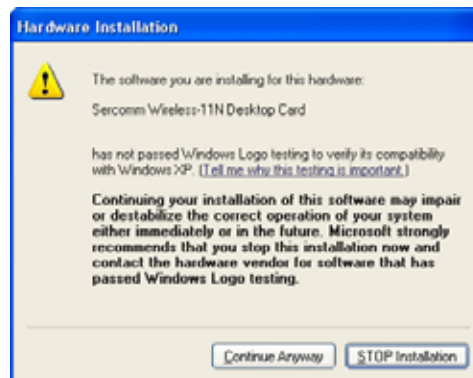 Hardware Installation
The software you are installing for this hardware:
Sercomm Wireless-11N Desktop Card
has not passed Windows Logo testing to verify its compatibility
with Windows XP. (Tell me why this testing is important.)
Continuing your installation of this software may impair
or destabilize the correct operation of your system
either immediately or in the future. Microsoft strongly
recommends that you stop this installation now and
contact the hardware vendor for software that has
passed Windows Logo testing.
Continue Anyway
STOP Installation